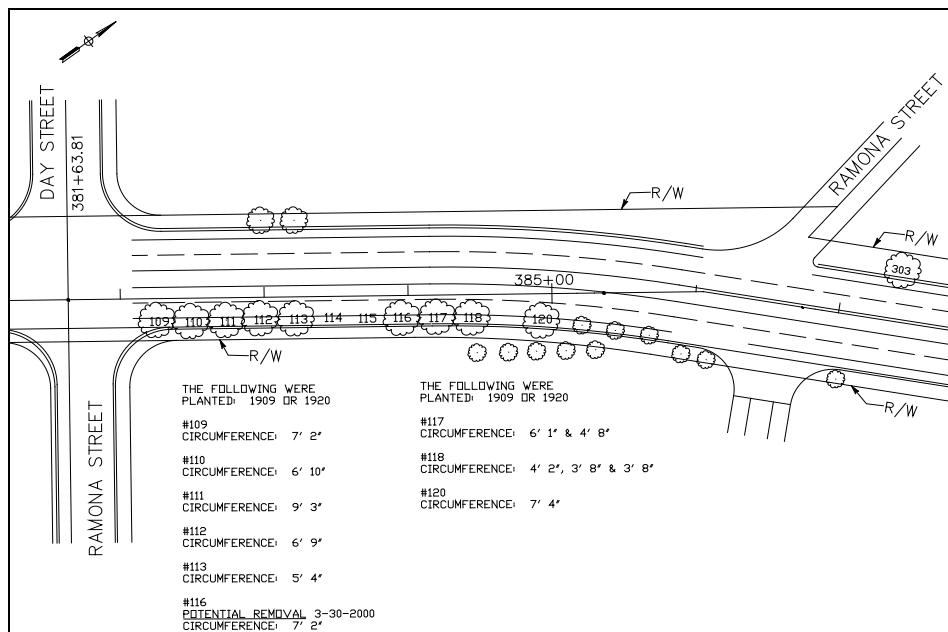 DAY STREET
381+63.81
RAMONA STREET
R/W
R/W
303
385+00
109 110 111 112 113 114 115 116 117 118 120
R/W
R/W
RAMONA STREET
THE FOLLOWING WERE
PLANTED: 1909 OR 1920
#109
CIRCUMFERENCE: 7' 2"
#110
CIRCUMFERENCE: 6' 10"
#111
CIRCUMFERENCE: 9' 3"
#112
CIRCUMFERENCE: 6' 9"
#113
CIRCUMFERENCE: 5' 4"
#116
POTENTIAL REMOVAL 3-30-2000
CIRCUMFERENCE: 7' 2"
THE FOLLOWING WERE
PLANTED: 1909 OR 1920
#117
CIRCUMFERENCE: 6' 1" & 4' 8"
#118
CIRCUMFERENCE: 4' 2", 3' 8" & 3' 8"
#120
CIRCUMFERENCE: 7' 4"